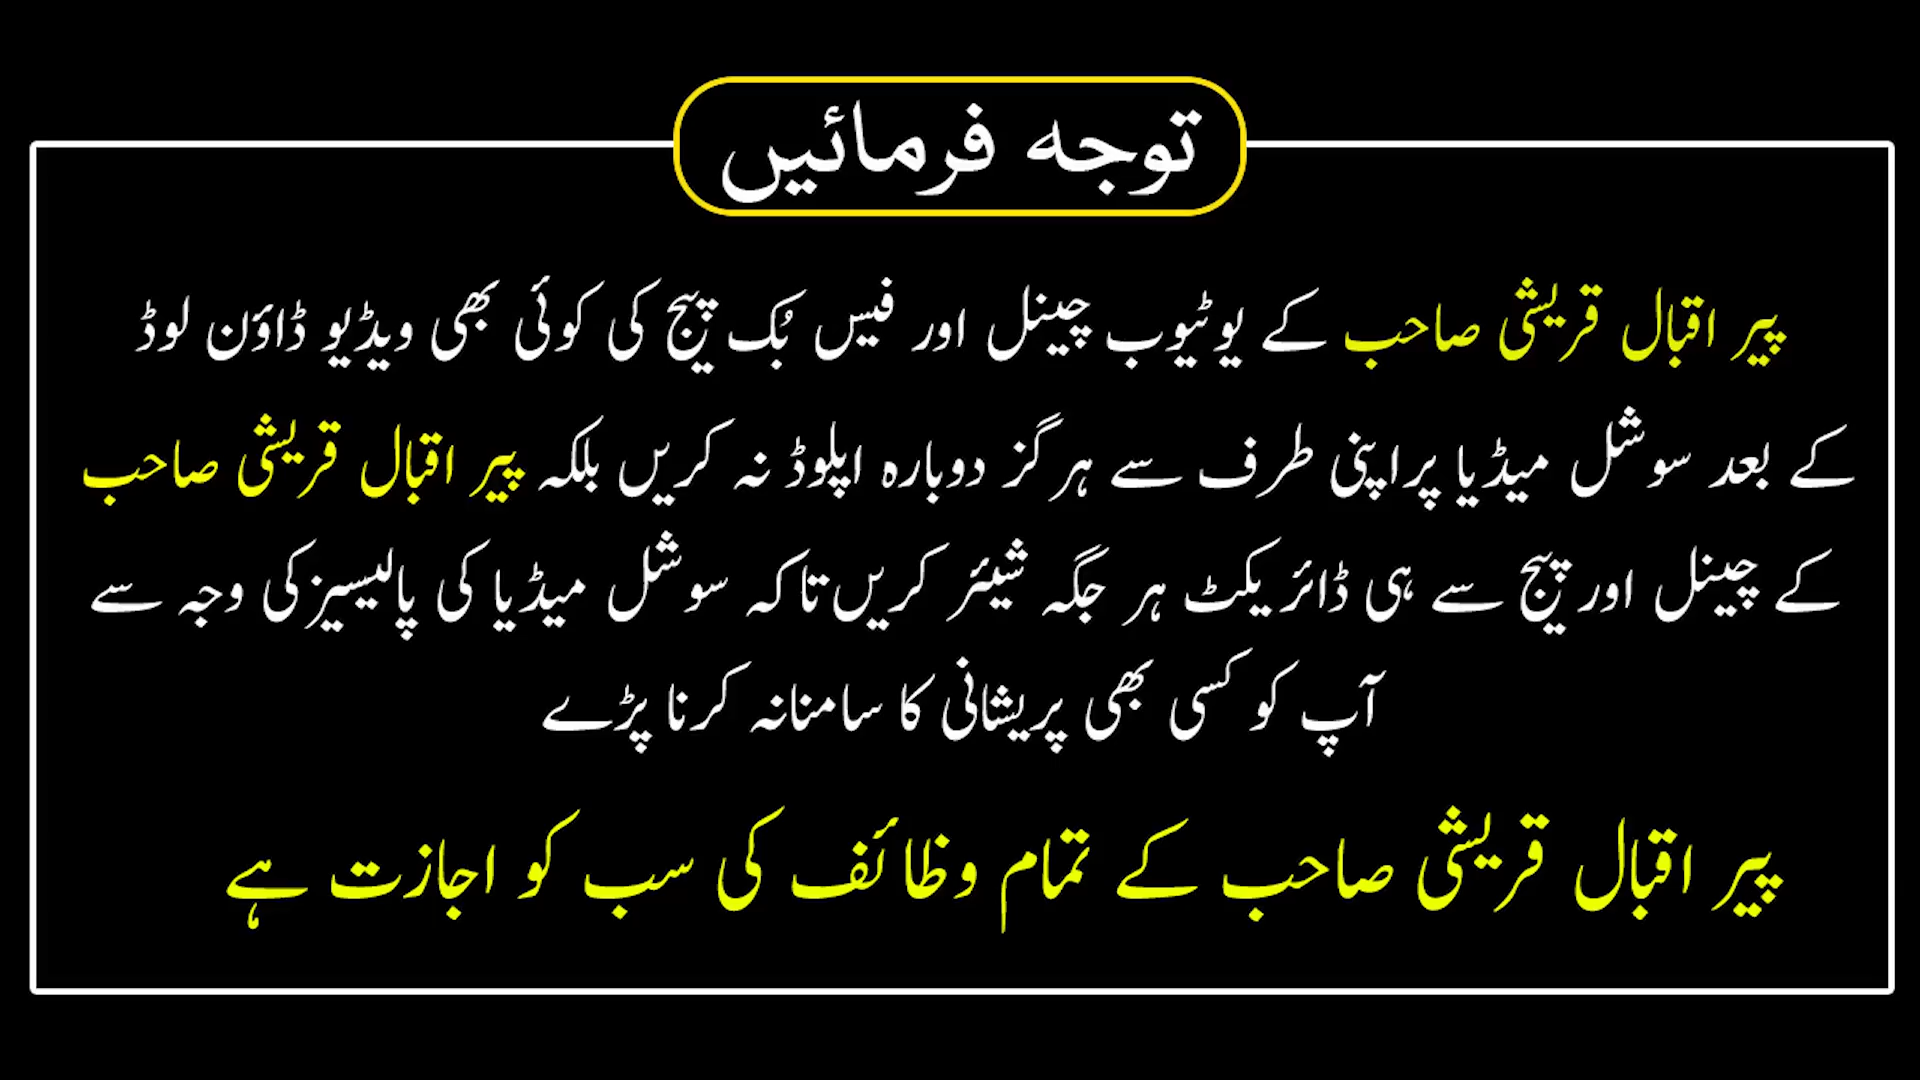 توجہ فرمائیں
پیر اقبال قریشی صاحب کے یوٹیوب چینل اور فیس بُک پیج کی کوئی بھی ویڈیو ڈاؤن لوڈ
کے بعد سوشل میڈیا پر اپنی طرف سے ہرگز دوبارہ اپلوڈ نہ کریں بلکہ پیر اقبال قریشی صاحب
کے چینل اور پیج سے ہی ڈائریکٹ ہر جگہ شیئر کریں تاکہ سوشل میڈیا کی پالیسیز کی وجہ سے
آپ کو کسی بھی پریشانی کا سامنا نہ کرنا پڑے
پیر اقبال قریشی صاحب کے تمام وظائف کی سب کو اجازت ہے